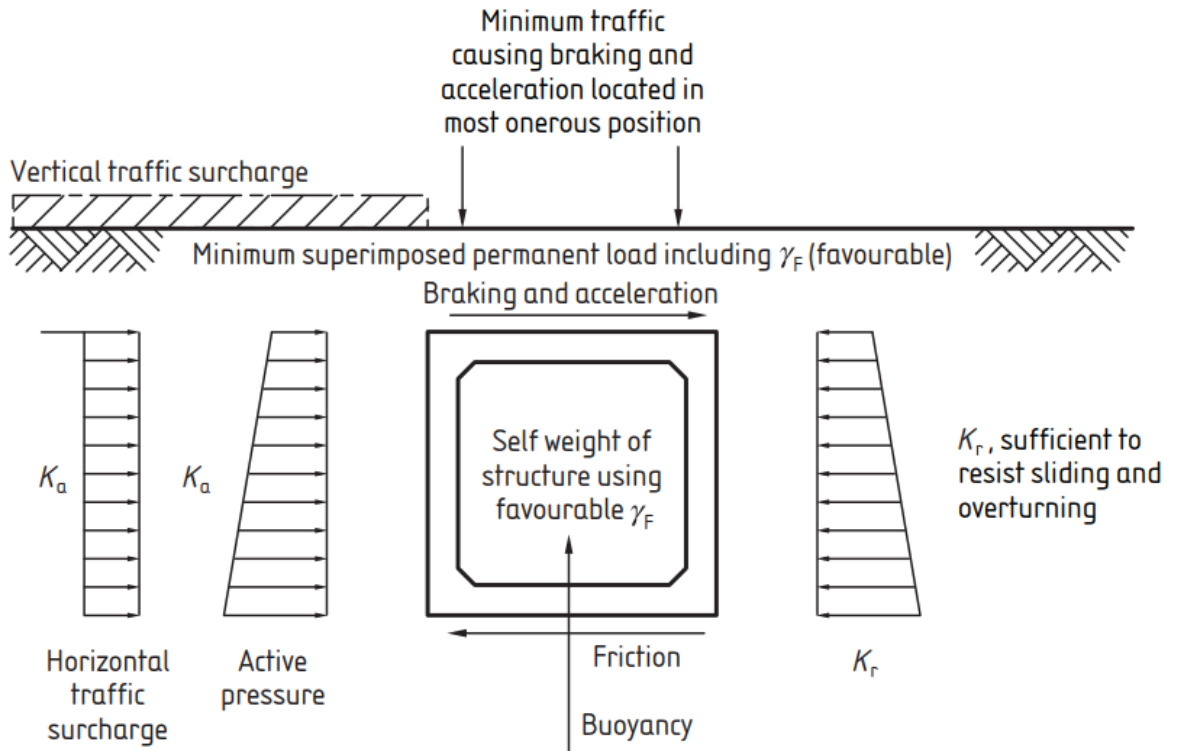 Minimum traffic
causing braking and
acceleration located in
most onerous position
Vertical traffic surcharge
Minimum superimposed permanent load including γF (favourable)
Braking and acceleration
Ka
Ka
Self weight of
structure using
favourable γF
Kr, sufficient to
resist sliding and
overturning
Horizontal
traffic
surcharge
Active
pressure
Friction
Kr
Buoyancy